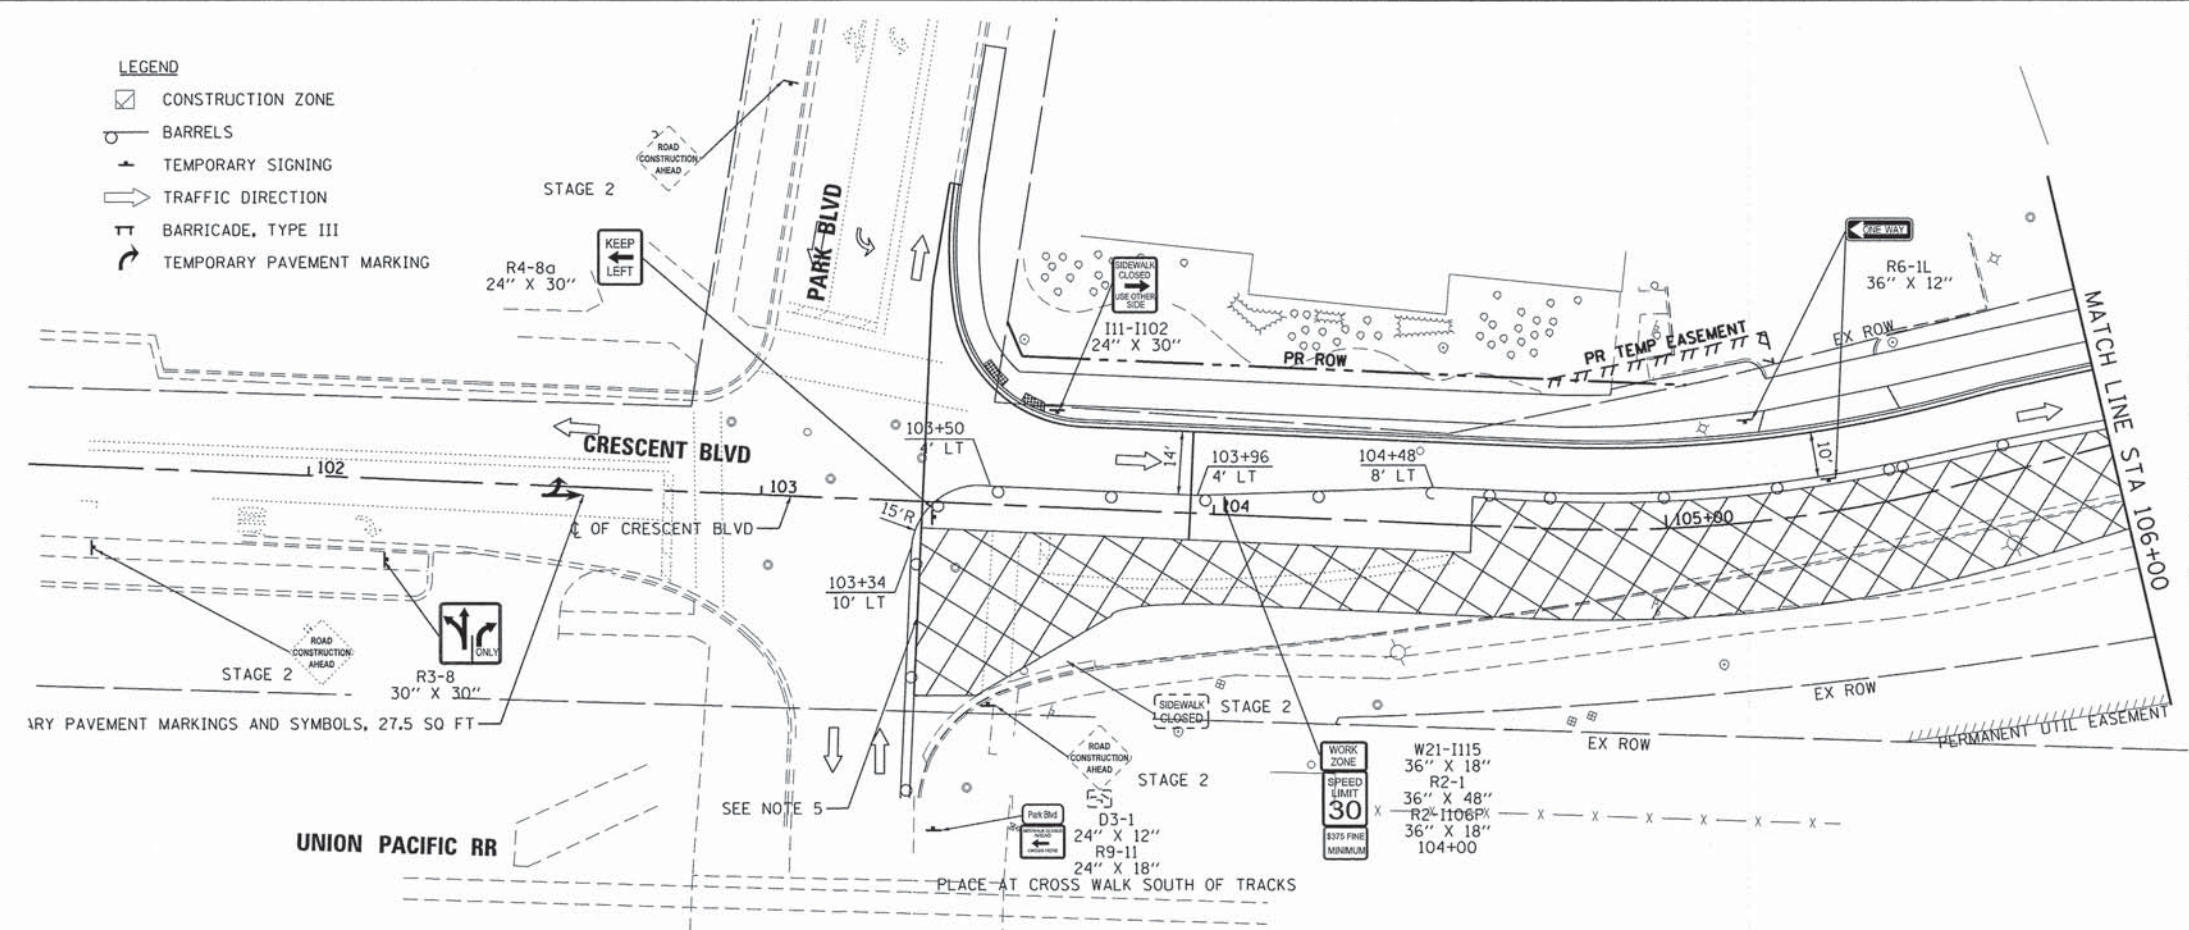 LEGEND
CONSTRUCTION ZONE
BARRELS
TEMPORARY SIGNING
TRAFFIC DIRECTION
BARRICADE, TYPE III
TEMPORARY PAVEMENT MARKING
ROAD
CONSTRUCTION
AHEAD
STAGE 2
KEEP
LEFT
R4-8a
24" X 30"
PARK BLVD
SIDEWALK
CLOSED
USE OTHER
SIDE
I11-I102
24" X 30"
PR ROW
PR TEMP EASEMENT
EX ROW
ONE WAY
R6-1L
36" X 12"
MATCH LINE STA 106+00
CRESCENT BLVD
102
103
103+50
' LT
14'
103+96
4' LT
104+48
8' LT
10'
04
105+00
15'R
℄ OF CRESCENT BLVD
103+34
10' LT
ONLY
R3-8
30" X 30"
ROAD
CONSTRUCTION
AHEAD
STAGE 2
ARY PAVEMENT MARKINGS AND SYMBOLS, 27.5 SQ FT
SEE NOTE 5
UNION PACIFIC RR
SIDEWALK
CLOSED
STAGE 2
ROAD
CONSTRUCTION
AHEAD
STAGE 2
Park Blvd
D3-1
24" X 12"
R9-11
24" X 18"
PLACE AT CROSS WALK SOUTH OF TRACKS
WORK
ZONE
SPEED
LIMIT
30
$375 FINE
MINIMUM
W21-I115
36" X 18"
R2-1
36" X 48"
R2-I106P
36" X 18"
104+00
X X X X X X
EX ROW
EX ROW
PERMANENT UTIL EASEMENT